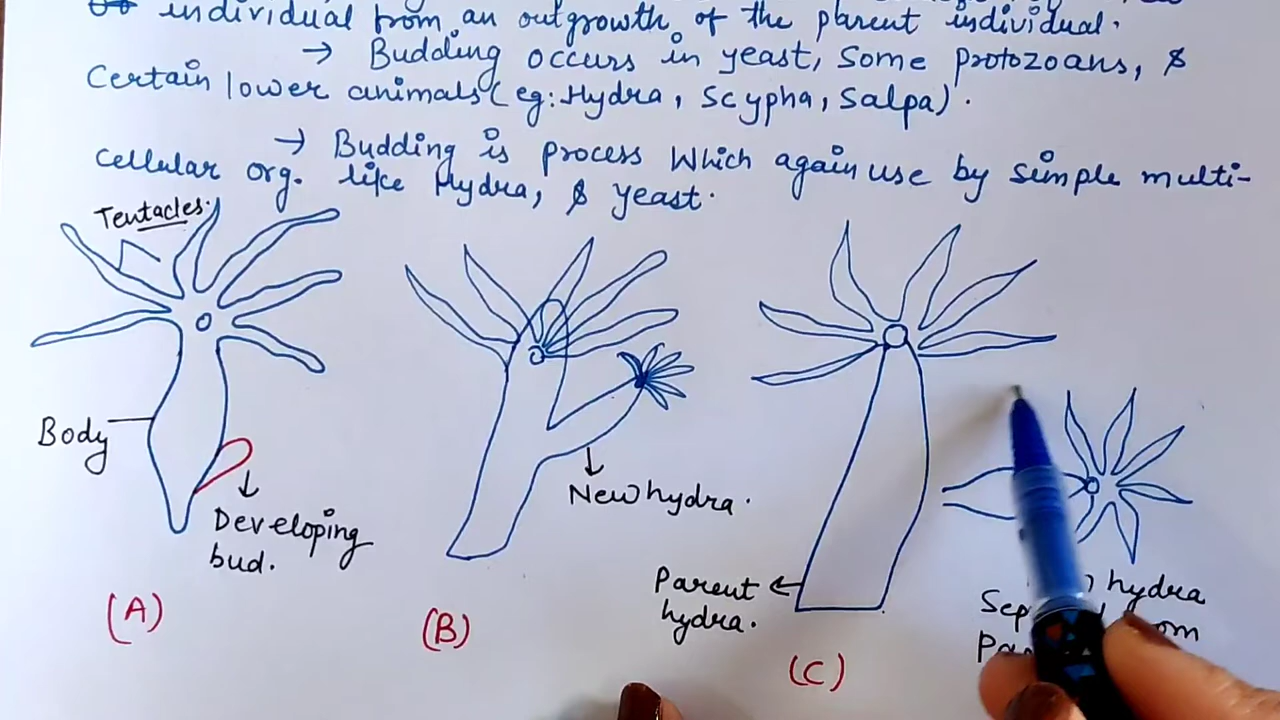 individual from an outgrowth of the parent individual.
→ Budding occurs in yeast, Some protozoans, &
Certain lower animals (eg: Hydra, Scypha, Salpa).
→ Budding is process Which again use by simple multi-
cellular org. like Hydra, & yeast.
Tentacles.
Body
Developing
bud.
New hydra.
Parent
hydra.
hydra
(A)
(B)
(C)